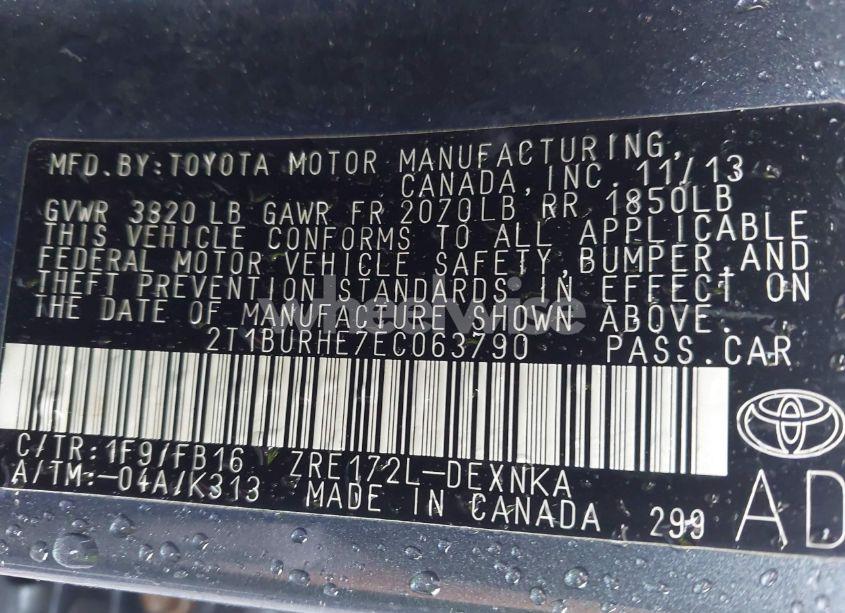 MFD.BY:TOYOTA MOTOR MANUFACTURING,
CANADA, INC. 11/13
GVWR 3820 LB GAWR FR 2070LB RR 1850LB
THIS VEHICLE CONFORMS TO ALL APPLICABLE
FEDERAL MOTOR VEHICLE SAFETY, BUMPER, AND
THEFT PREVENTION STANDARDS IN EFFECT ON
THE DATE OF MANUFACTURE SHOWN ABOVE.
2T1BURHE7EC063790 PASS.CAR
C/TR:1F9/FB16 ZRE172L-DEXNKA
A/TM:-04A/K313 MADE IN CANADA 299 AD